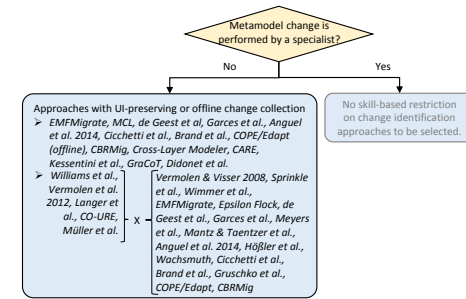 Metamodel change is
performed by a specialist?
No
Yes
Approaches with UI-preserving or offline change collection
➢ EMFMigrate, MCL, de Geest et al, Garces et al., Anguel
et al. 2014, Cicchetti et al., Brand et al., COPE/Edapt
(offline), CBRMig, Cross-Layer Modeler, CARE,
Kessentini et al., GraCoT, Didonet et al.
➢ Williams et al.,
Vermolen et al.
2012, Langer et
al., CO-URE,
Müller et al.
X
Vermolen & Visser 2008, Sprinkle
et al., Wimmer et al.,
EMFMigrate, Epsilon Flock, de
Geest et al., Garces et al., Meyers
et al., Mantz & Taentzer et al.,
Anguel et al. 2014, Hößler et al.,
Wachsmuth, Cicchetti et al.,
Brand et al., Gruschko et al.,
COPE/Edapt, CBRMig
No skill-based restriction
on change identification
approaches to be selected.